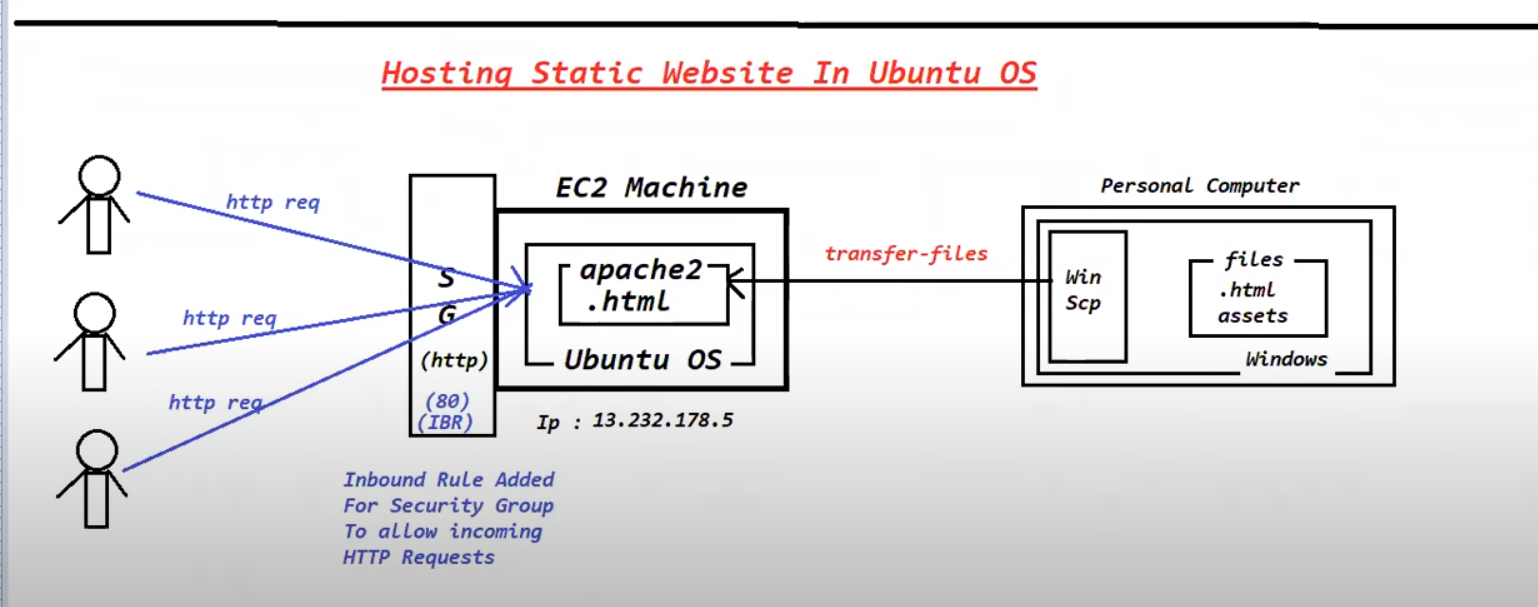 Hosting Static Website In Ubuntu OS
http req
http req
http req
S
G
(http)
(80)
(IBR)
Inbound Rule Added
For Security Group
To allow incoming
HTTP Requests
EC2 Machine
apache2
.html
Ubuntu OS
Ip : 13.232.178.5
transfer-files
Personal Computer
Win
Scp
files
.html
assets
Windows